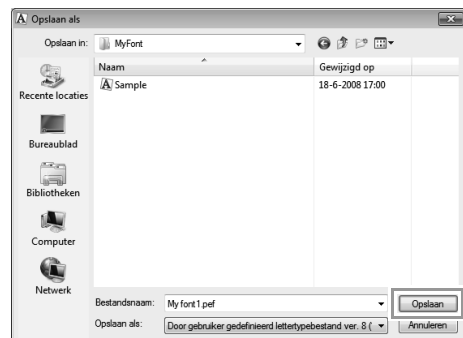 Opslaan als
Opslaan in: MyFont
Naam Gewijzigd op
Sample 18-6-2008 17:00
Recente locaties
Bureaublad
Bibliotheken
Computer
Netwerk
Bestandsnaam: My font1.pef Opslaan
Opslaan als: Door gebruiker gedefinieerd lettertypebestand ver. 8 ( Annuleren